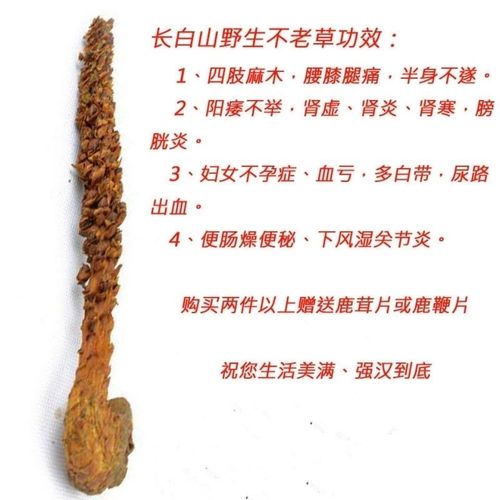 长白山野生不老草功效：
1、四肢麻木，腰膝腿痛，半身不遂。
2、阳痿不举，肾虚、肾炎、肾寒，膀
胱炎。
3、妇女不孕症、血亏，多白带，尿路
出血。
4、便肠燥便秘、下风湿关节炎。
购买两件以上赠送鹿茸片或鹿鞭片
祝您生活美满、强汉到底